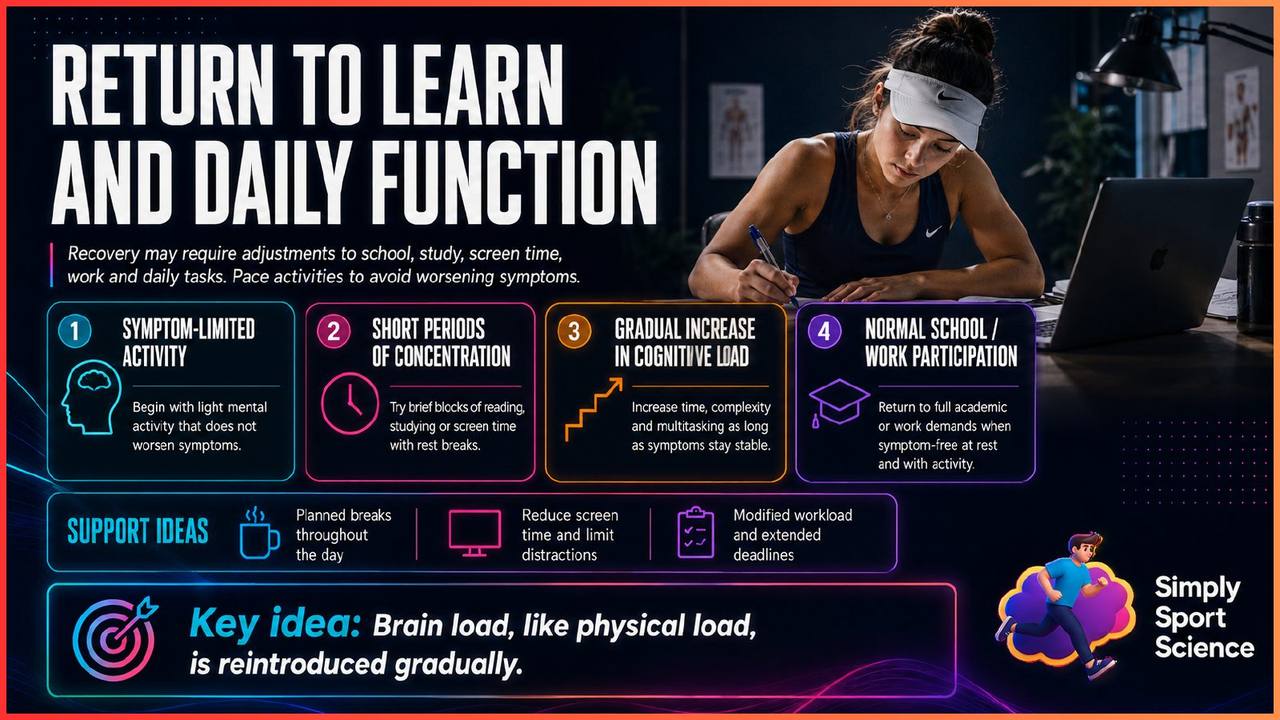 RETURN TO LEARN
AND DAILY FUNCTION
Recovery may require adjustments to school, study, screen time,
work and daily tasks. Pace activities to avoid worsening symptoms.
1
SYMPTOM-LIMITED
ACTIVITY
Begin with light mental
activity that does not
worsen symptoms.
2
SHORT PERIODS
OF CONCENTRATION
Try brief blocks of reading,
studying or screen time
with rest breaks.
3
GRADUAL INCREASE
IN COGNITIVE LOAD
Increase time, complexity
and multitasking as long
as symptoms stay stable.
4
NORMAL SCHOOL /
WORK PARTICIPATION
Return to full academic
or work demands when
symptom-free at rest
and with activity.
SUPPORT IDEAS
Planned breaks
throughout
the day
Reduce screen
time and limit
distractions
Modified workload
and extended
deadlines
Key idea: Brain load, like physical load,
is reintroduced gradually.
Simply
Sport
Science